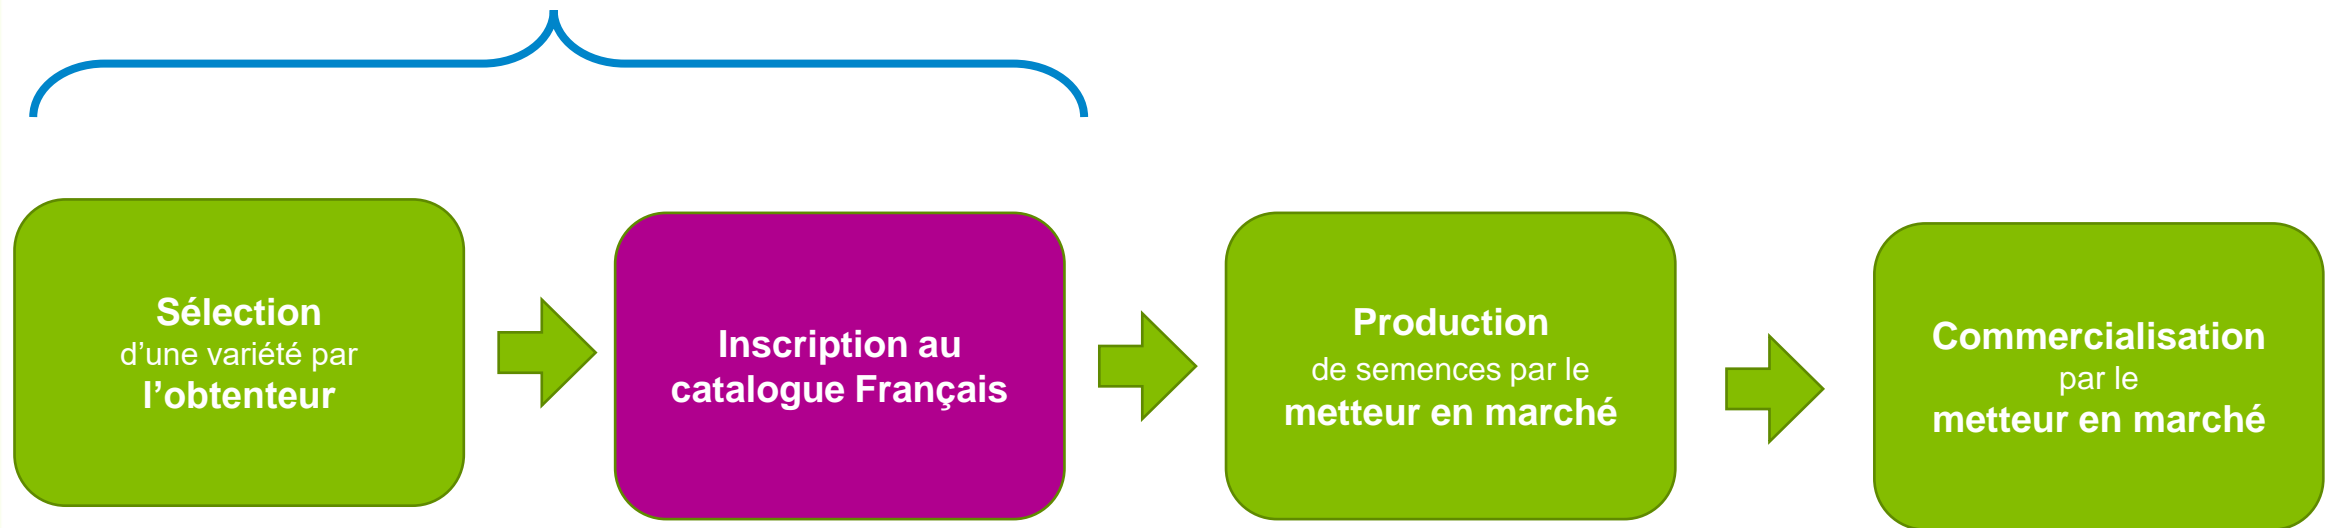 Sélection
d’une variété par
l’obtenteur
Inscription au
catalogue Français
Production
de semences par le
metteur en marché
Commercialisation
par le
metteur en marché